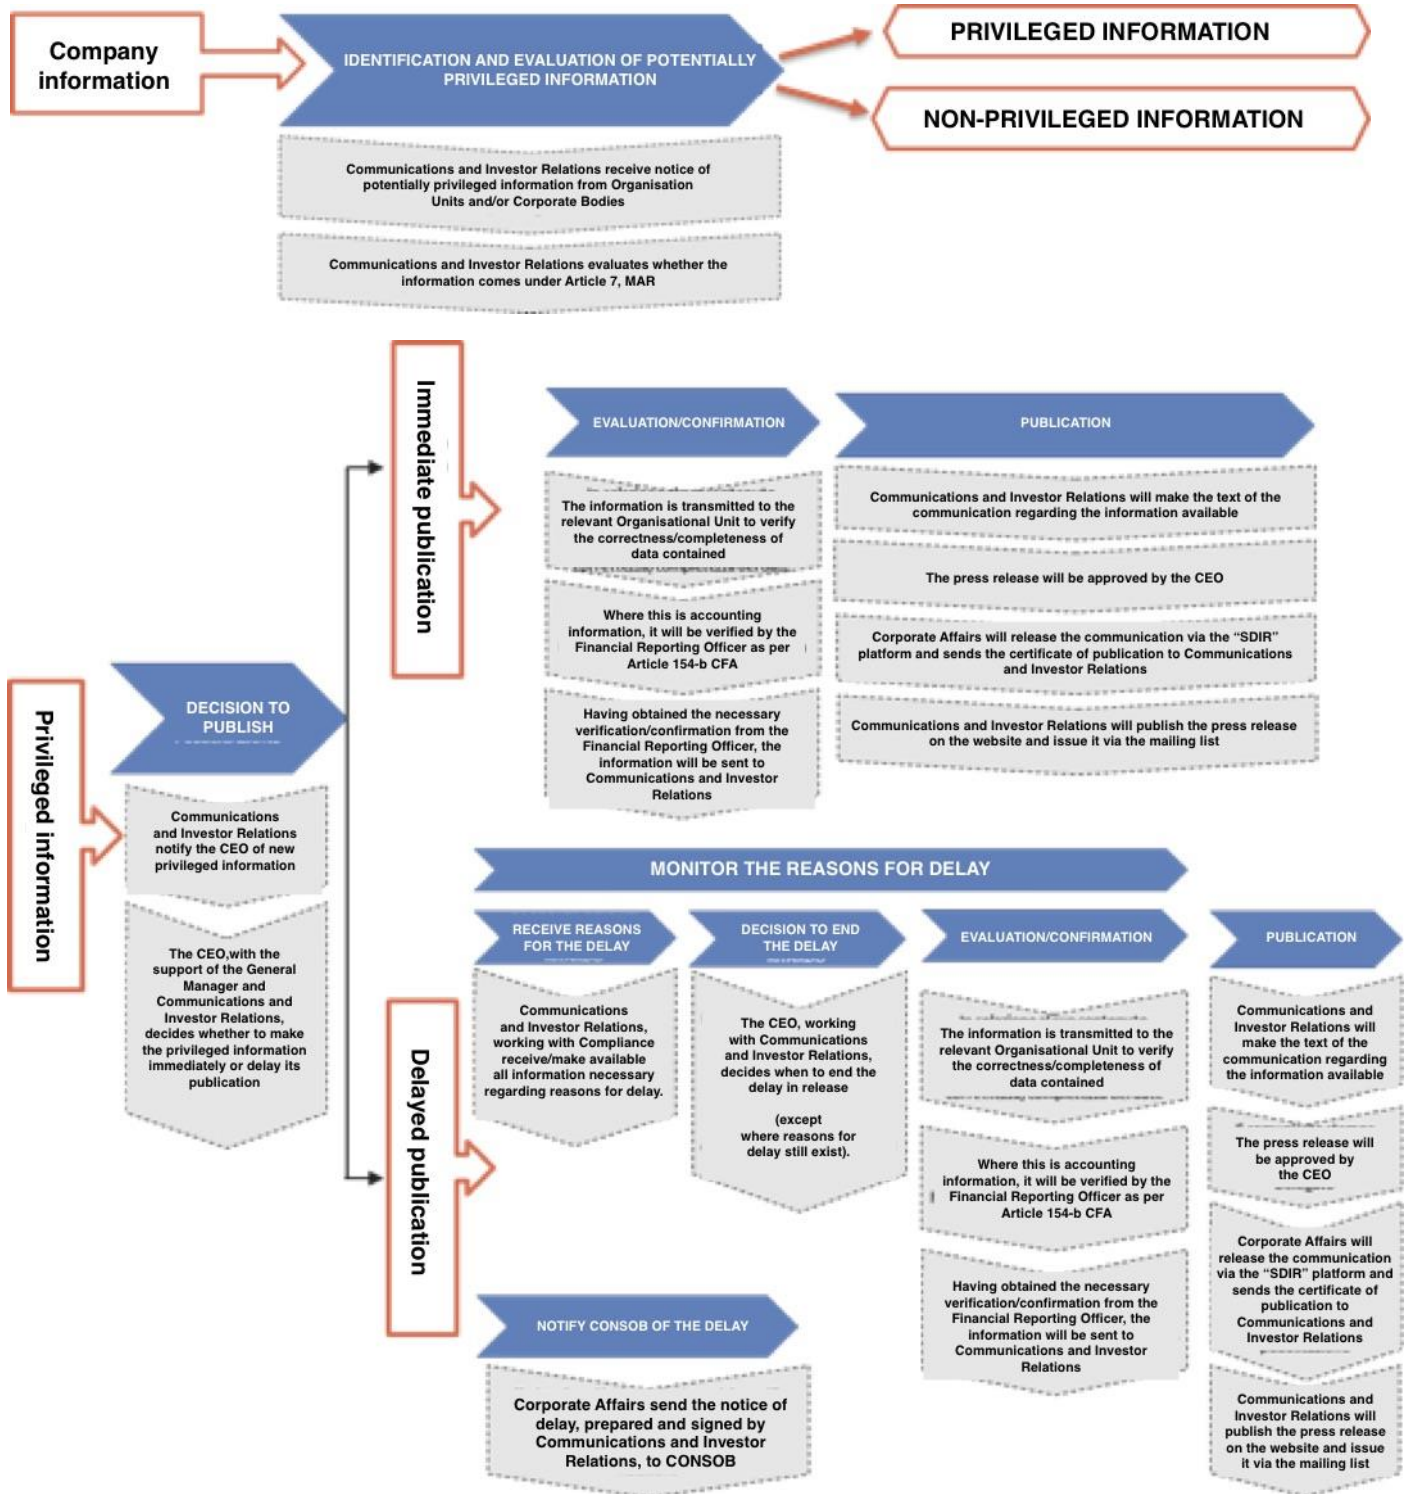 Company
information
IDENTIFICATION AND EVALUATION OF POTENTIALLY
PRIVILEGED INFORMATION
PRIVILEGED INFORMATION
NON-PRIVILEGED INFORMATION
Communications and Investor Relations receive notice of
potentially privileged information from Organisation
Units and/or Corporate Bodies
Communications and Investor Relations evaluates whether the
information comes under Article 7, MAR
Privileged information
DECISION TO
PUBLISH
Communications
and Investor Relations
notify the CEO of new
privileged information
The CEO,with the
support of the General
Manager and
Communications and
Investor Relations,
decides whether to make
the privileged information
immediately or delay its
publication
Immediate publication
EVALUATION/CONFIRMATION
The information is transmitted to the
relevant Organisational Unit to verify
the correctness/completeness of
data contained
Where this is accounting
information, it will be verified by the
Financial Reporting Officer as per
Article 154-b CFA
Having obtained the necessary
verification/confirmation from the
Financial Reporting Officer, the
information will be sent to
Communications and Investor
Relations
PUBLICATION
Communications and Investor Relations will make the text of the
communication regarding the information available
The press release will be approved by the CEO
Corporate Affairs will release the communication via the “SDIR”
platform and sends the certificate of publication to Communications
and Investor Relations
Communications and Investor Relations will publish the press release
on the website and issue it via the mailing list
Delayed publication
MONITOR THE REASONS FOR DELAY
RECEIVE REASONS
FOR THE DELAY
Communications
and Investor Relations,
working with Compliance
receive/make available
all information necessary
regarding reasons for delay.
DECISION TO END
THE DELAY
The CEO, working
with Communications
and Investor Relations,
decides when to end the
delay in release
(except
where reasons for
delay still exist).
EVALUATION/CONFIRMATION
The information is transmitted to the
relevant Organisational Unit to verify
the correctness/completeness of
data contained
Where this is accounting
information, it will be verified by the
Financial Reporting Officer as per
Article 154-b CFA
Having obtained the necessary
verification/confirmation from the
Financial Reporting Officer, the
information will be sent to
Communications and Investor
Relations
PUBLICATION
Communications and
Investor Relations will
make the text of the
communication regarding
the information available
The press release will
be approved by
the CEO
Corporate Affairs will
release the communication
via the “SDIR” platform and
sends the certificate of
publication to
Communications and
Investor Relations
Communications and
Investor Relations will
publish the press release
on the website and issue
it via the mailing list
NOTIFY CONSOB OF THE DELAY
Corporate Affairs send the notice of
delay, prepared and signed by
Communications and Investor
Relations, to CONSOB